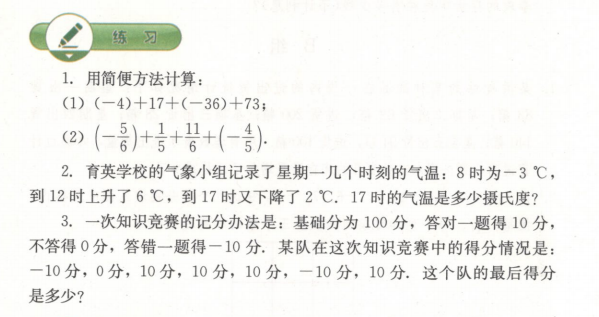 练 习
1. 用简便方法计算:
(1) (-4)+17+(-36)+73;
(2) (-5/6)+1/5+11/6+(-4/5).
2. 育英学校的气象小组记录了星期一几个时刻的气温: 8 时为-3 ℃,
到 12 时上升了 6 ℃, 到 17 时又下降了 2 ℃. 17 时的气温是多少摄氏度?
3. 一次知识竞赛的记分办法是: 基础分为 100 分, 答对一题得 10 分,
不答得 0 分, 答错一题得-10 分. 某队在这次知识竞赛中的得分情况是:
-10 分, 0 分, 10 分, 10 分, 10 分, -10 分, 10 分. 这个队的最后得分
是多少?